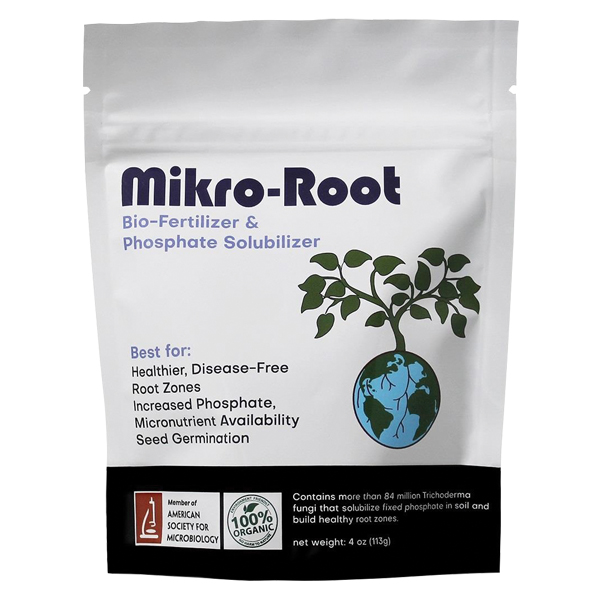 Mikro-Root
Bio-Fertilizer &
Phosphate Solubilizer
Best for:
Healthier, Disease-Free
Root Zones
Increased Phosphate,
Micronutrient Availability
Seed Germination
Member of
AMERICAN
SOCIETY FOR
MICROBIOLOGY
ENVIRONMENT FRIENDLY
100%
ORGANIC
Contains more than 84 million Trichoderma
fungi that solubilize fixed phosphate in soil and
build healthy root zones.
net weight: 4 oz (113g)